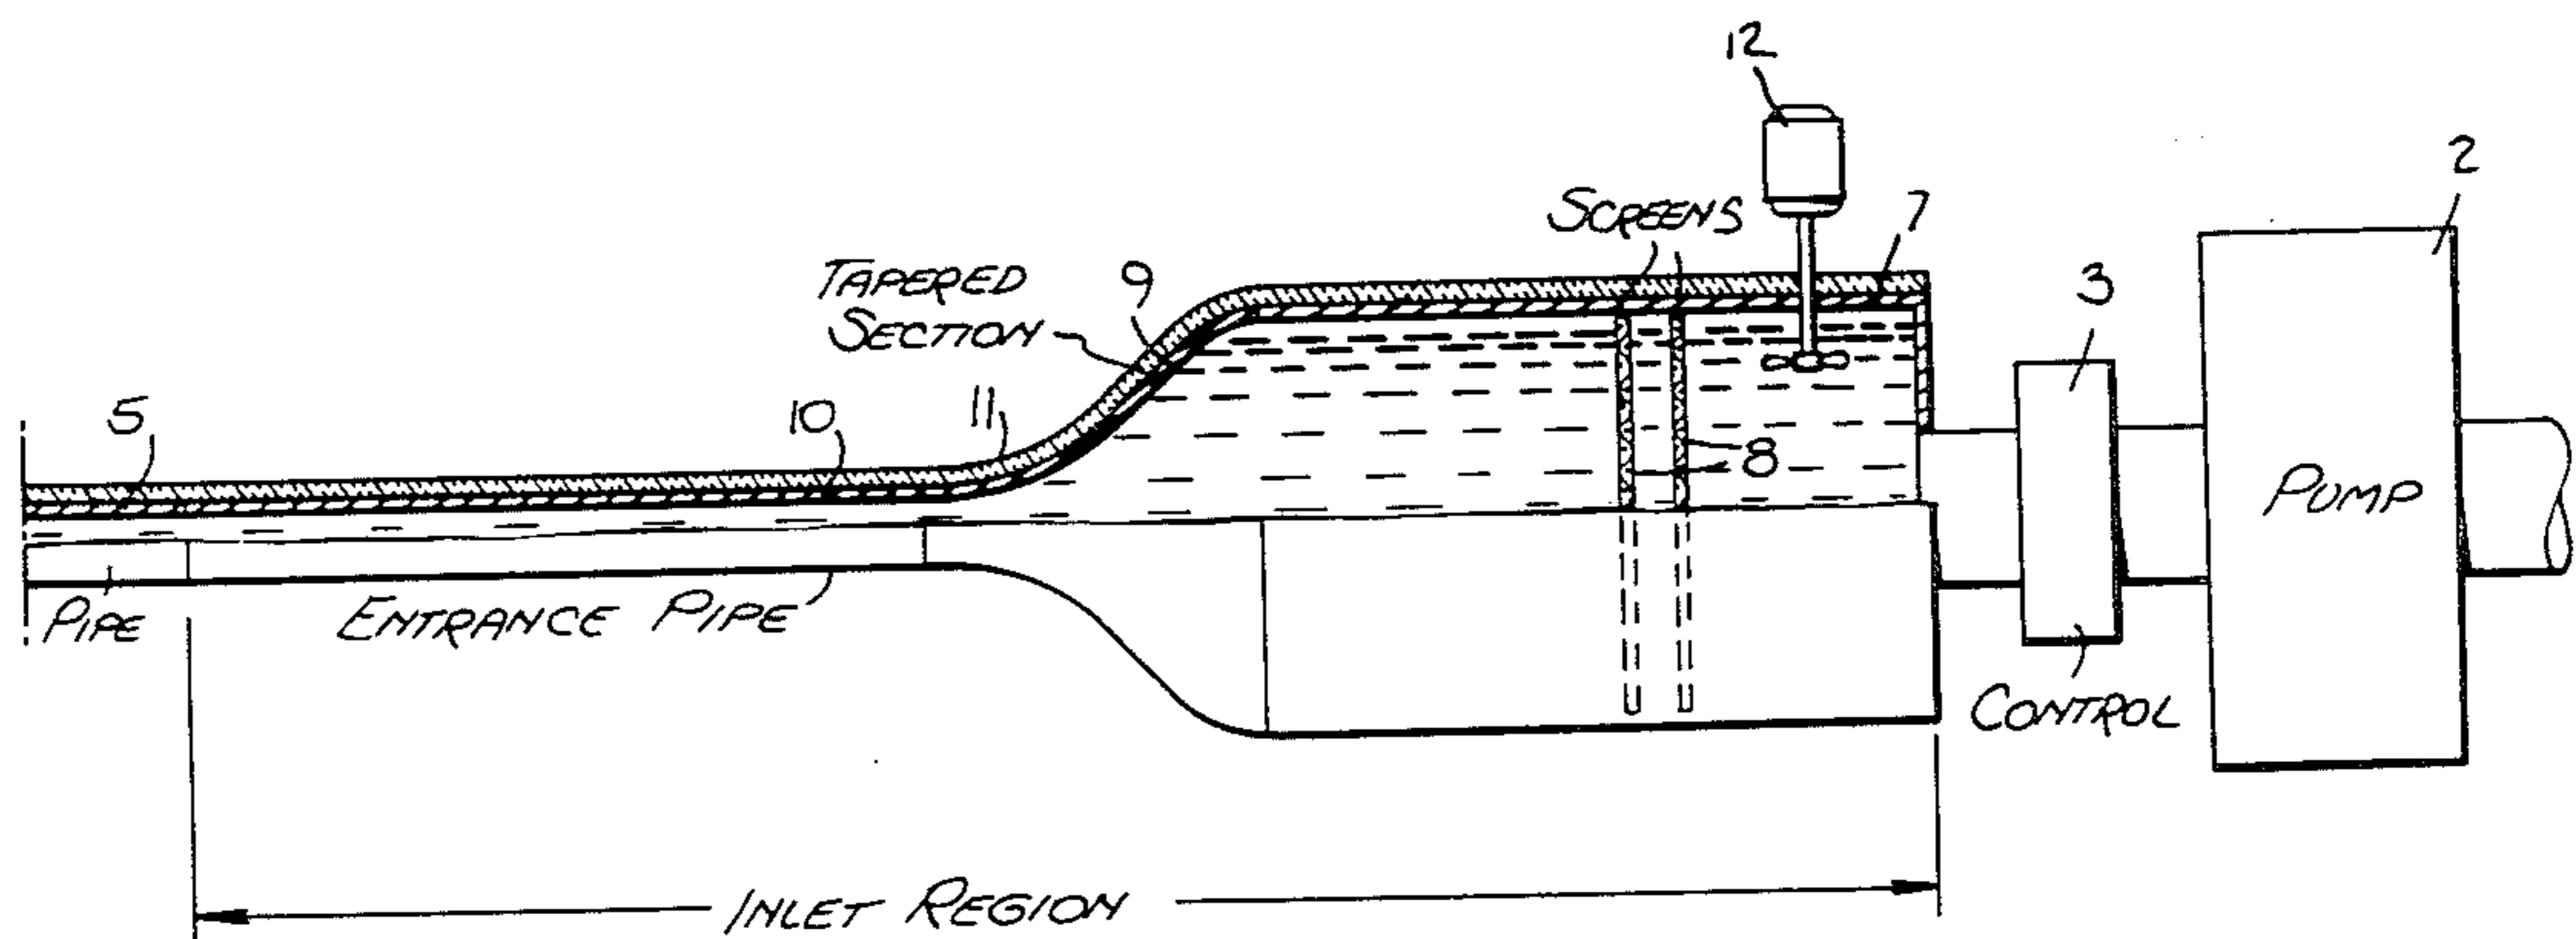 12
2
SCREENS
7
TAPERED
SECTION
9
3
5
10
11
8
PUMP
PIPE
ENTRANCE PIPE
CONTROL
INLET REGION